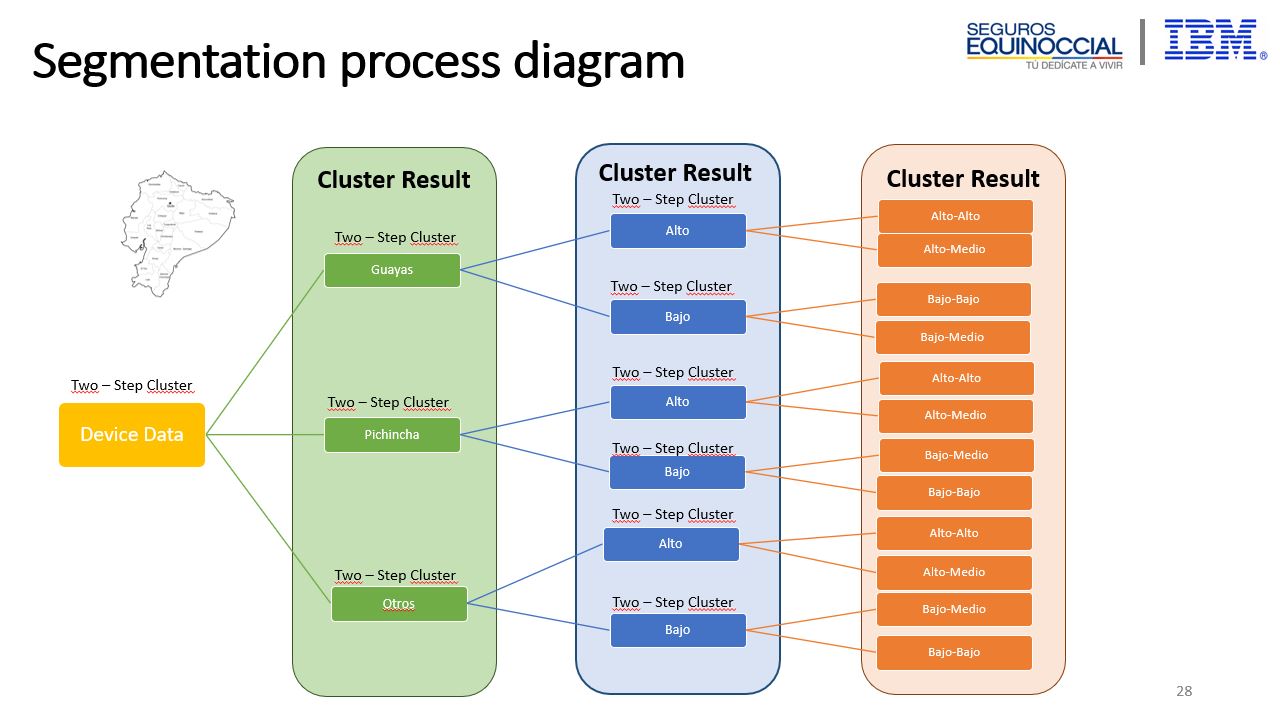 Segmentation process diagram
SEGUROS
EQUINOCCIAL
TÚ DEDÍCATE A VIVIR
IBM®
Two – Step Cluster
Device Data
Cluster Result
Two – Step Cluster
Guayas
Two – Step Cluster
Pichincha
Two – Step Cluster
Otros
Cluster Result
Two – Step Cluster
Alto
Two – Step Cluster
Bajo
Two – Step Cluster
Alto
Two – Step Cluster
Bajo
Two – Step Cluster
Alto
Two – Step Cluster
Bajo
Cluster Result
Alto-Alto
Alto-Medio
Bajo-Bajo
Bajo-Medio
Alto-Alto
Alto-Medio
Bajo-Medio
Bajo-Bajo
Alto-Alto
Alto-Medio
Bajo-Medio
Bajo-Bajo
28